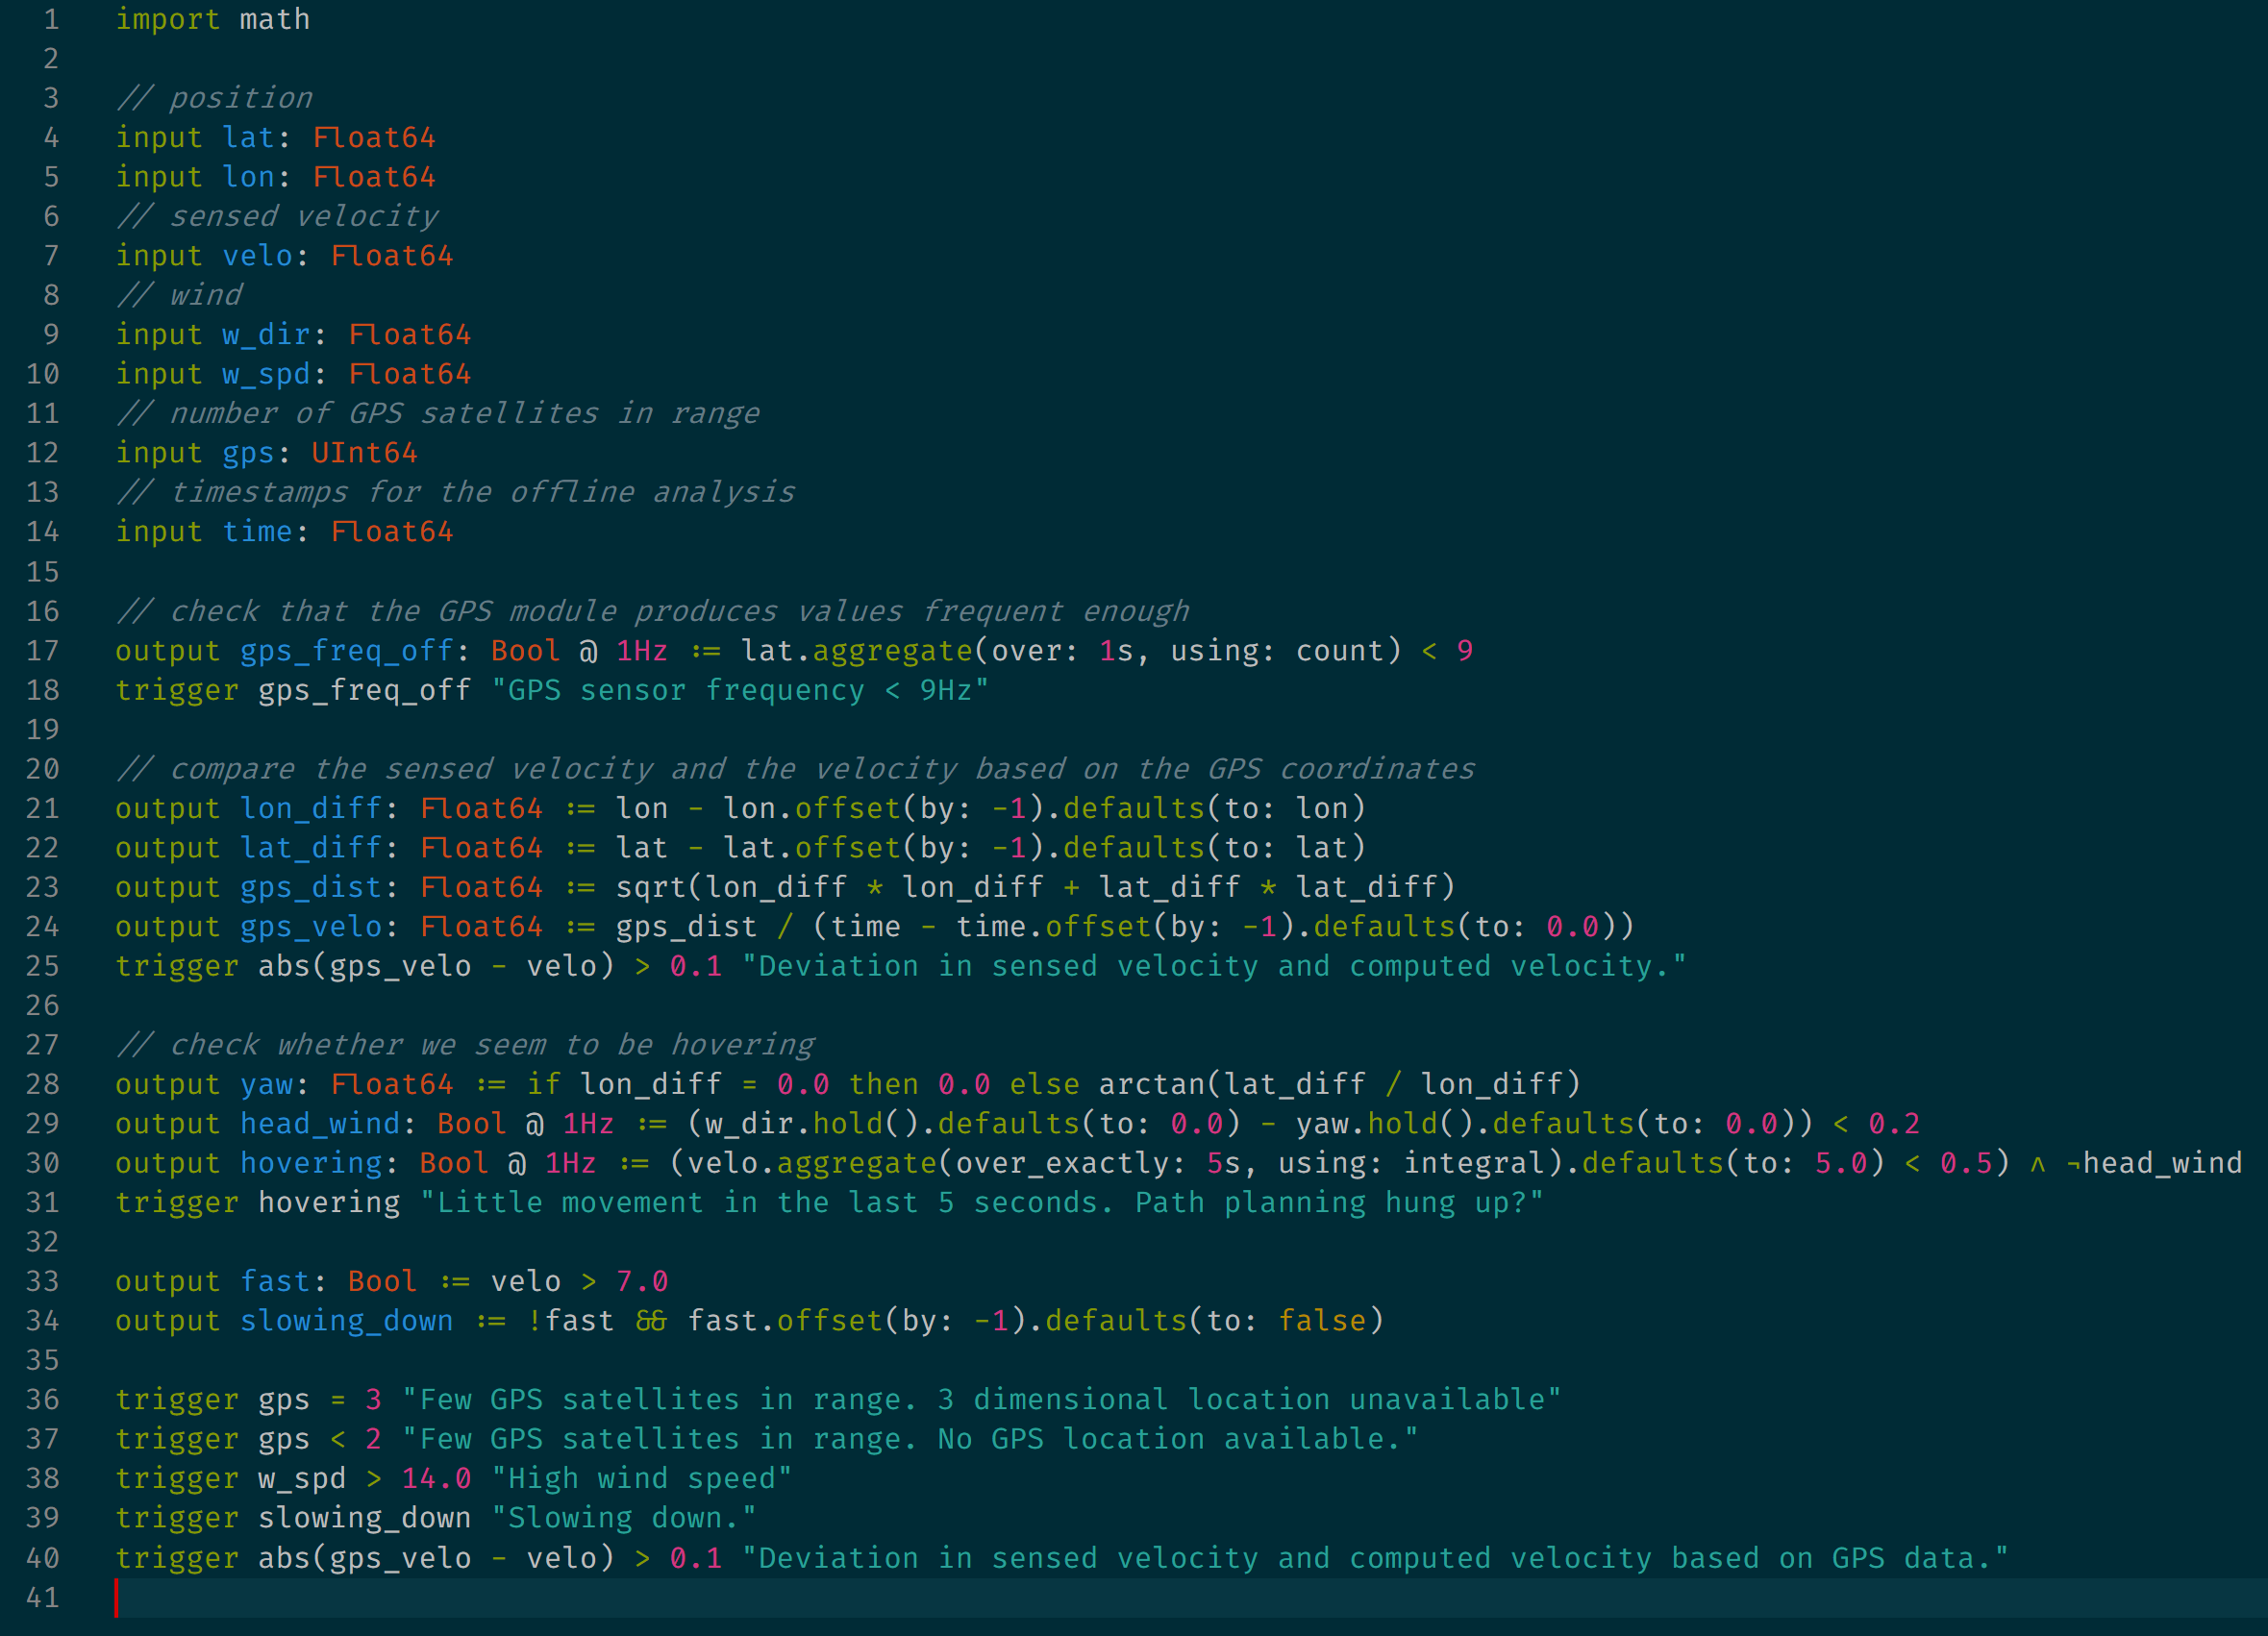 1 import math
2
3 // position
4 input lat: Float64
5 input lon: Float64
6 // sensed velocity
7 input velo: Float64
8 // wind
9 input w_dir: Float64
10 input w_spd: Float64
11 // number of GPS satellites in range
12 input gps: UInt64
13 // timestamps for the offline analysis
14 input time: Float64
15
16 // check that the GPS module produces values frequent enough
17 output gps_freq_off: Bool @ 1Hz := lat.aggregate(over: 1s, using: count) < 9
18 trigger gps_freq_off "GPS sensor frequency < 9Hz"
19
20 // compare the sensed velocity and the velocity based on the GPS coordinates
21 output lon_diff: Float64 := lon - lon.offset(by: -1).defaults(to: lon)
22 output lat_diff: Float64 := lat - lat.offset(by: -1).defaults(to: lat)
23 output gps_dist: Float64 := sqrt(lon_diff * lon_diff + lat_diff * lat_diff)
24 output gps_velo: Float64 := gps_dist / (time - time.offset(by: -1).defaults(to: 0.0))
25 trigger abs(gps_velo - velo) > 0.1 "Deviation in sensed velocity and computed velocity."
26
27 // check whether we seem to be hovering
28 output yaw: Float64 := if lon_diff = 0.0 then 0.0 else arctan(lat_diff / lon_diff)
29 output head_wind: Bool @ 1Hz := (w_dir.hold().defaults(to: 0.0) - yaw.hold().defaults(to: 0.0)) < 0.2
30 output hovering: Bool @ 1Hz := (velo.aggregate(over_exactly: 5s, using: integral).defaults(to: 5.0) < 0.5) ∧ ¬head_wind
31 trigger hovering "Little movement in the last 5 seconds. Path planning hung up?"
32
33 output fast: Bool := velo > 7.0
34 output slowing_down := !fast && fast.offset(by: -1).defaults(to: false)
35
36 trigger gps = 3 "Few GPS satellites in range. 3 dimensional location unavailable"
37 trigger gps < 2 "Few GPS satellites in range. No GPS location available."
38 trigger w_spd > 14.0 "High wind speed"
39 trigger slowing_down "Slowing down."
40 trigger abs(gps_velo - velo) > 0.1 "Deviation in sensed velocity and computed velocity based on GPS data."
41